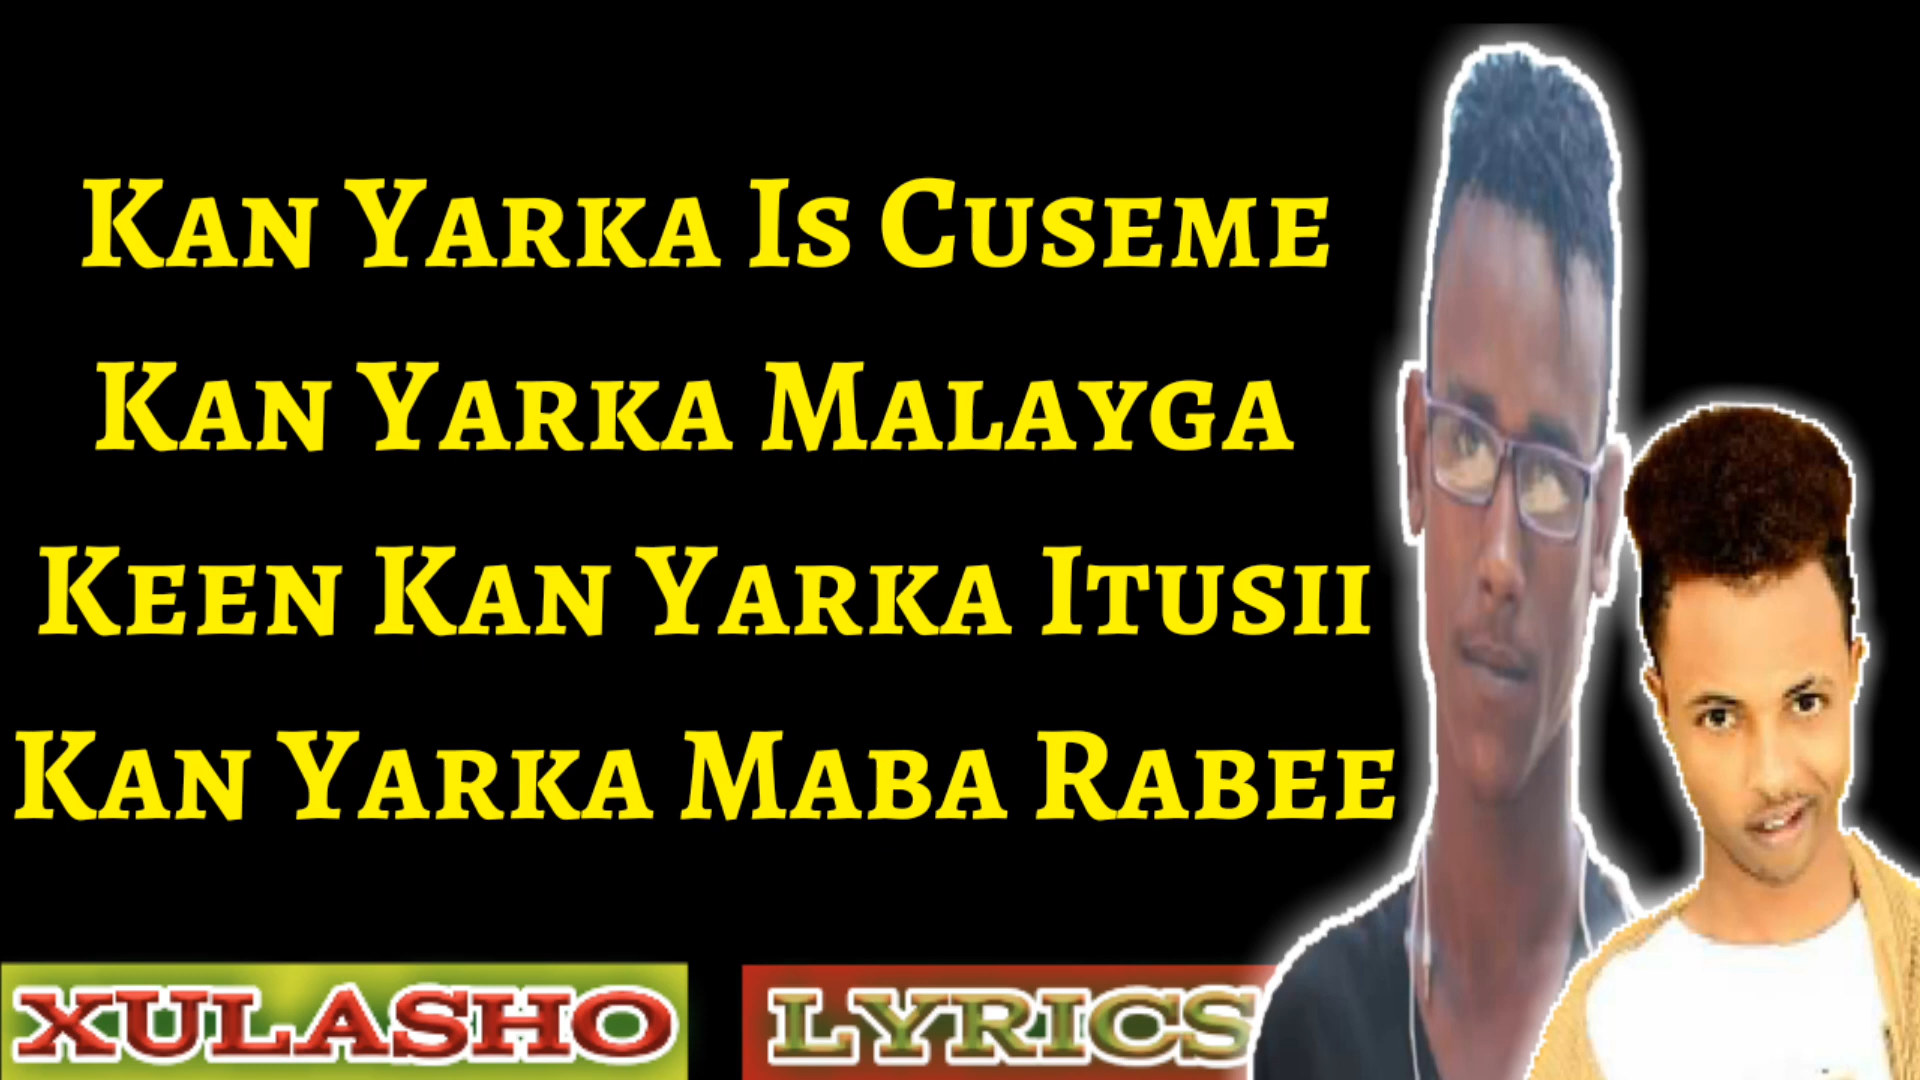 Kan Yarka Is Cuseme
Kan Yarka Malayga
Keen Kan Yarka Itusii
Kan Yarka Maba Rabee
XULASHO LYRICS